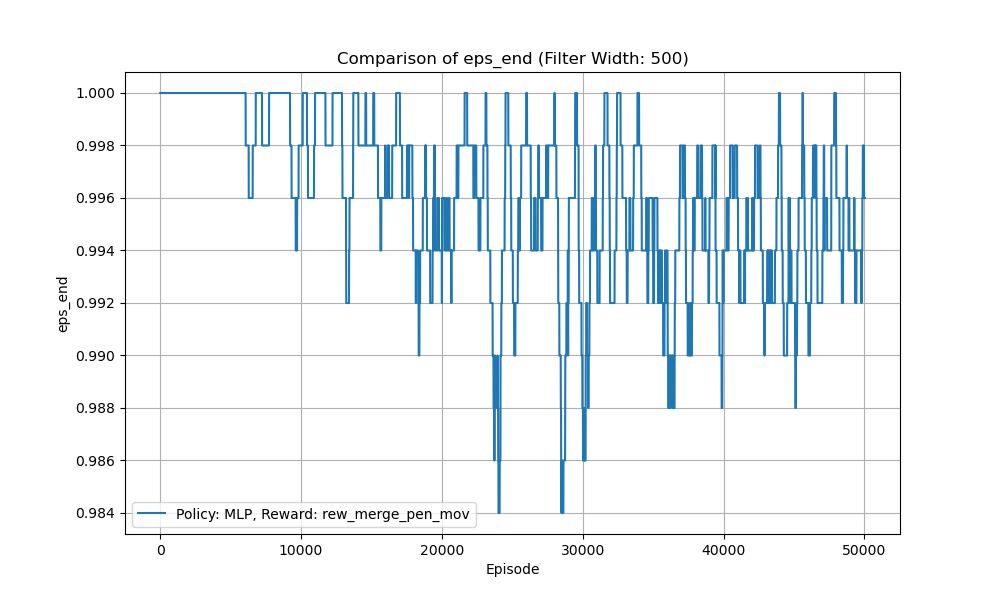 Comparison of eps_end (Filter Width: 500)
1.000
0.998
0.996
0.994
0.992
0.990
0.988
0.986
0.984
eps_end
Policy: MLP, Reward: rew_merge_pen_mov
0 10000 20000 30000 40000 50000
Episode